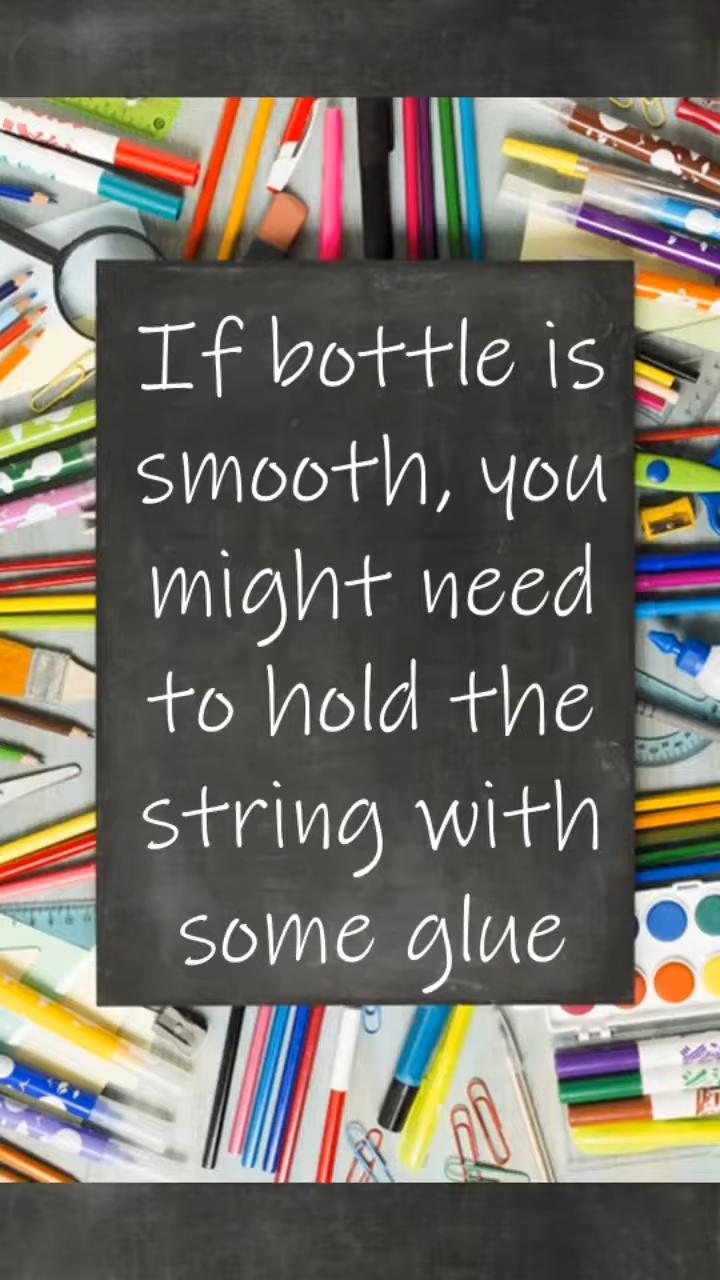 If bottle is
smooth, you
might need
to hold the
string with
some glue